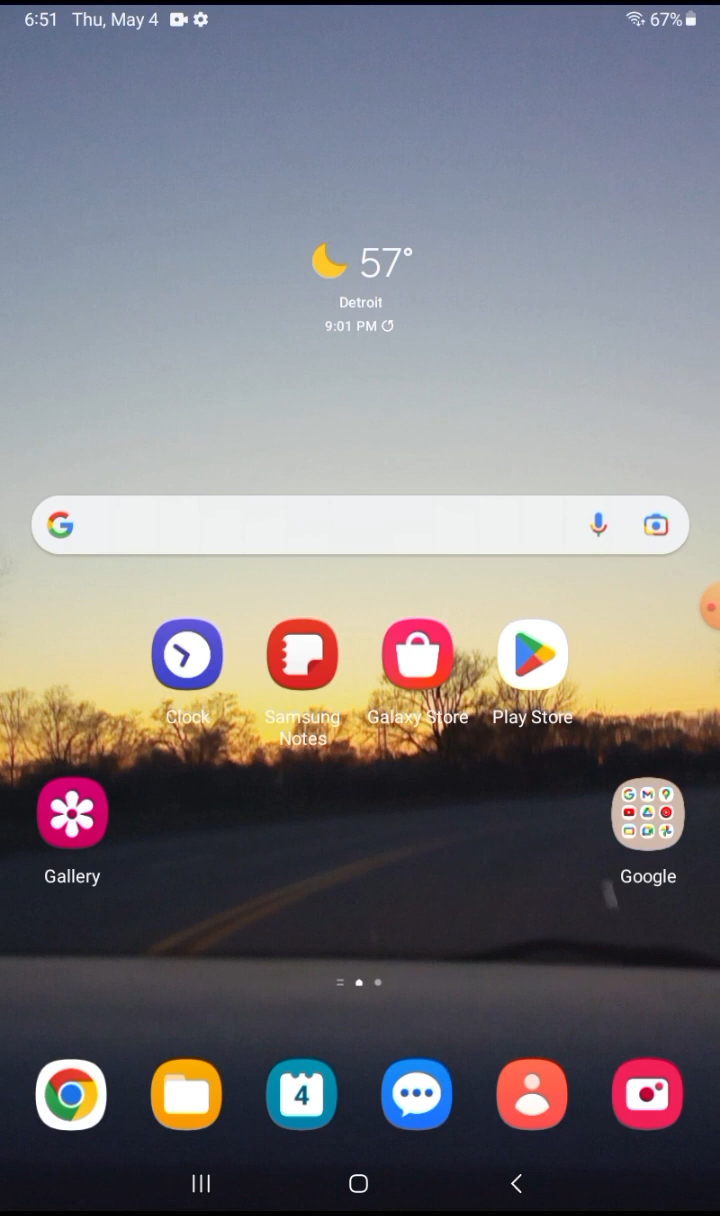 6:51 Thu, May 4
67%
57°
Detroit
9:01 PM
Clock
Samsung
Notes
Galaxy Store
Play Store
Gallery
Google
4